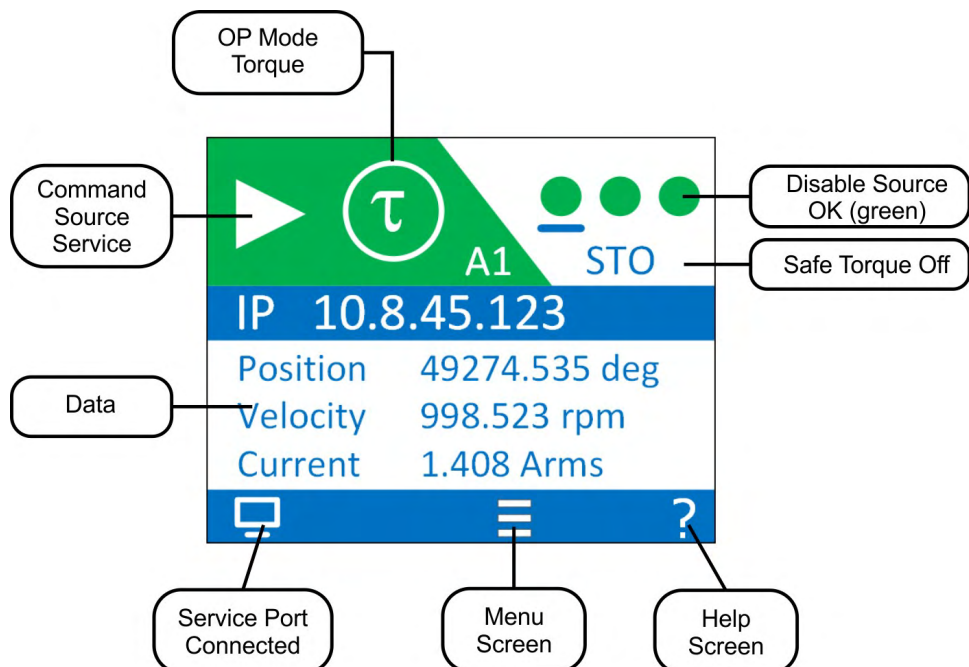 OP Mode
Torque
Command
Source
Service
τ
A1
STO
Disable Source
OK (green)
Safe Torque Off
IP 10.8.45.123
Position 49274.535 deg
Velocity 998.523 rpm
Current 1.408 Arms
Data
?
Service Port
Connected
Menu
Screen
Help
Screen